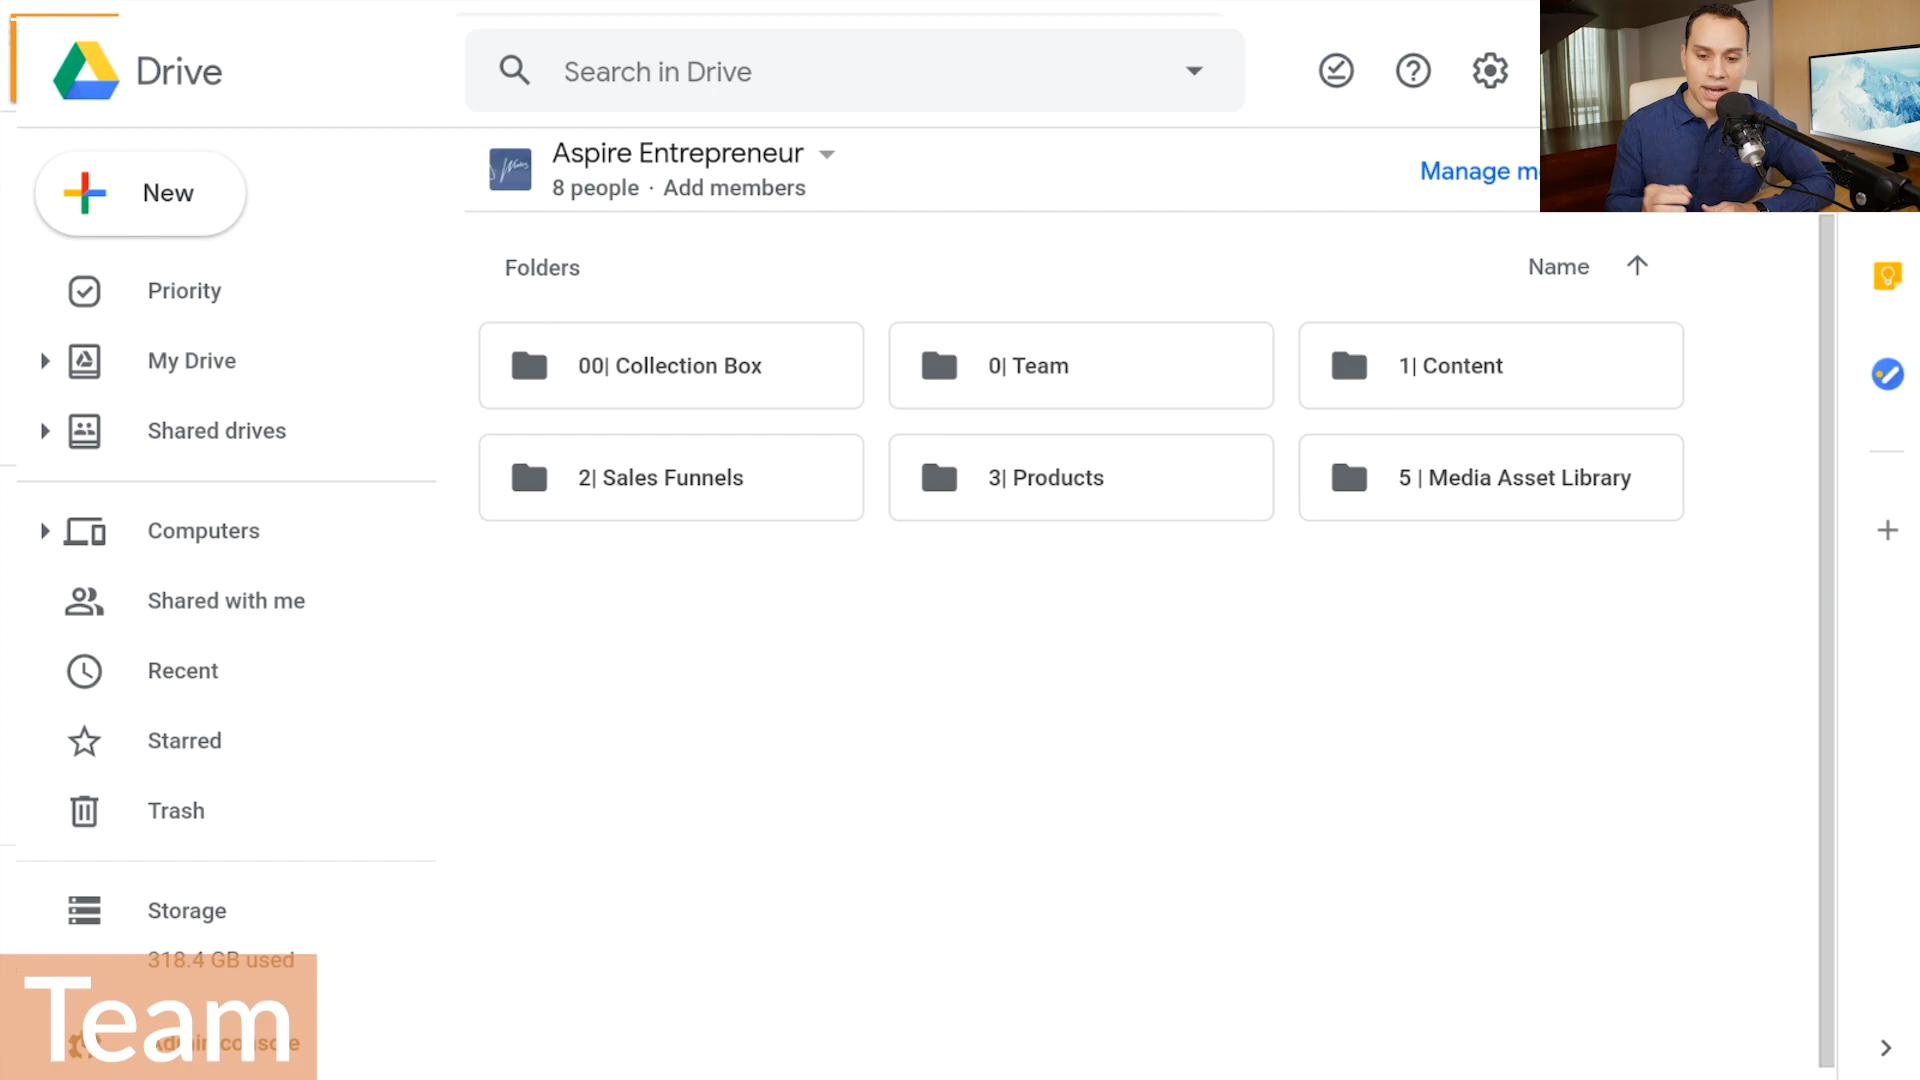 Drive
Search in Drive
Aspire Entrepreneur
8 people · Add members
Manage m
New
Priority
My Drive
Shared drives
Computers
Shared with me
Recent
Starred
Trash
Storage
318.4 GB used
Admin console
Folders
Name
00| Collection Box
0| Team
1| Content
2| Sales Funnels
3| Products
5 | Media Asset Library
Team